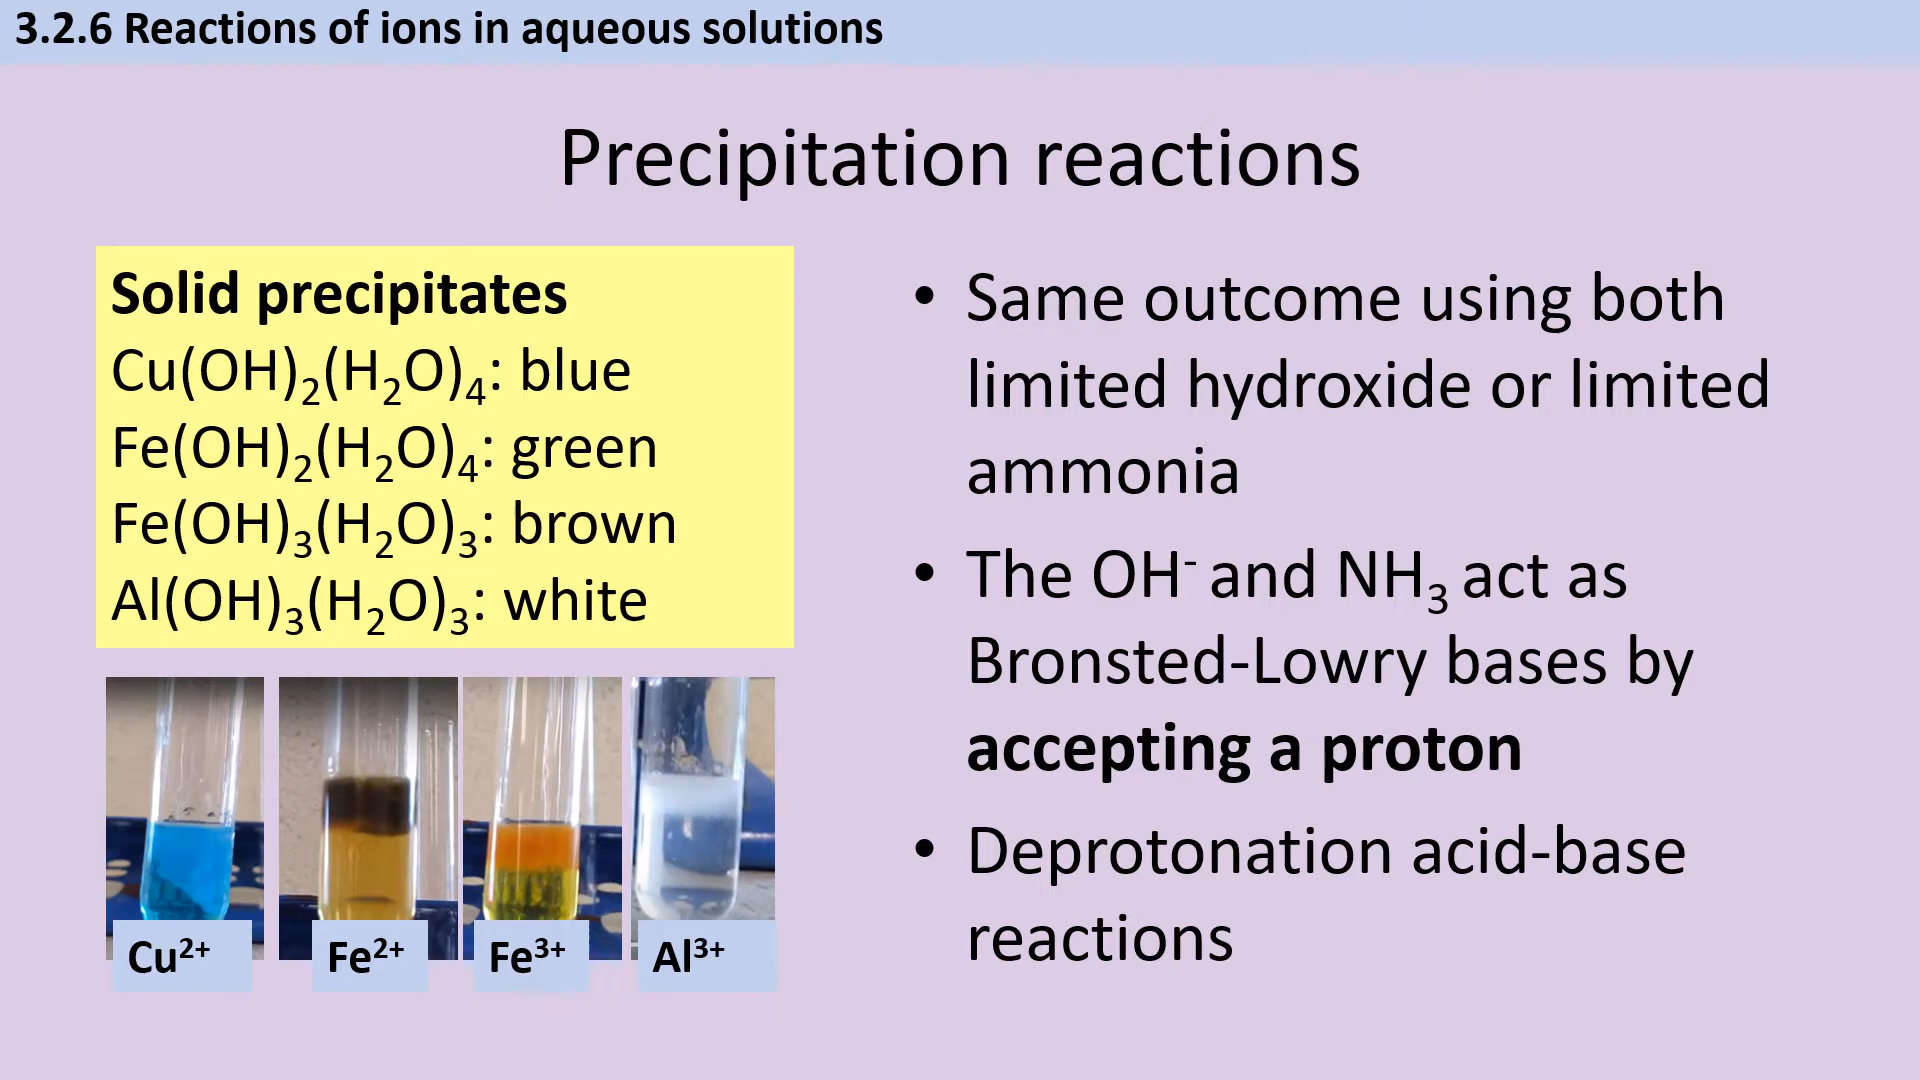 3.2.6 Reactions of ions in aqueous solutions
Precipitation reactions
Solid precipitates
Cu(OH)₂(H₂O)₄: blue
Fe(OH)₂(H₂O)₄: green
Fe(OH)₃(H₂O)₃: brown
Al(OH)₃(H₂O)₃: white
Cu²⁺
Fe²⁺
Fe³⁺
Al³⁺
• Same outcome using both
limited hydroxide or limited
ammonia
• The OH⁻ and NH₃ act as
Bronsted-Lowry bases by
accepting a proton
• Deprotonation acid-base
reactions